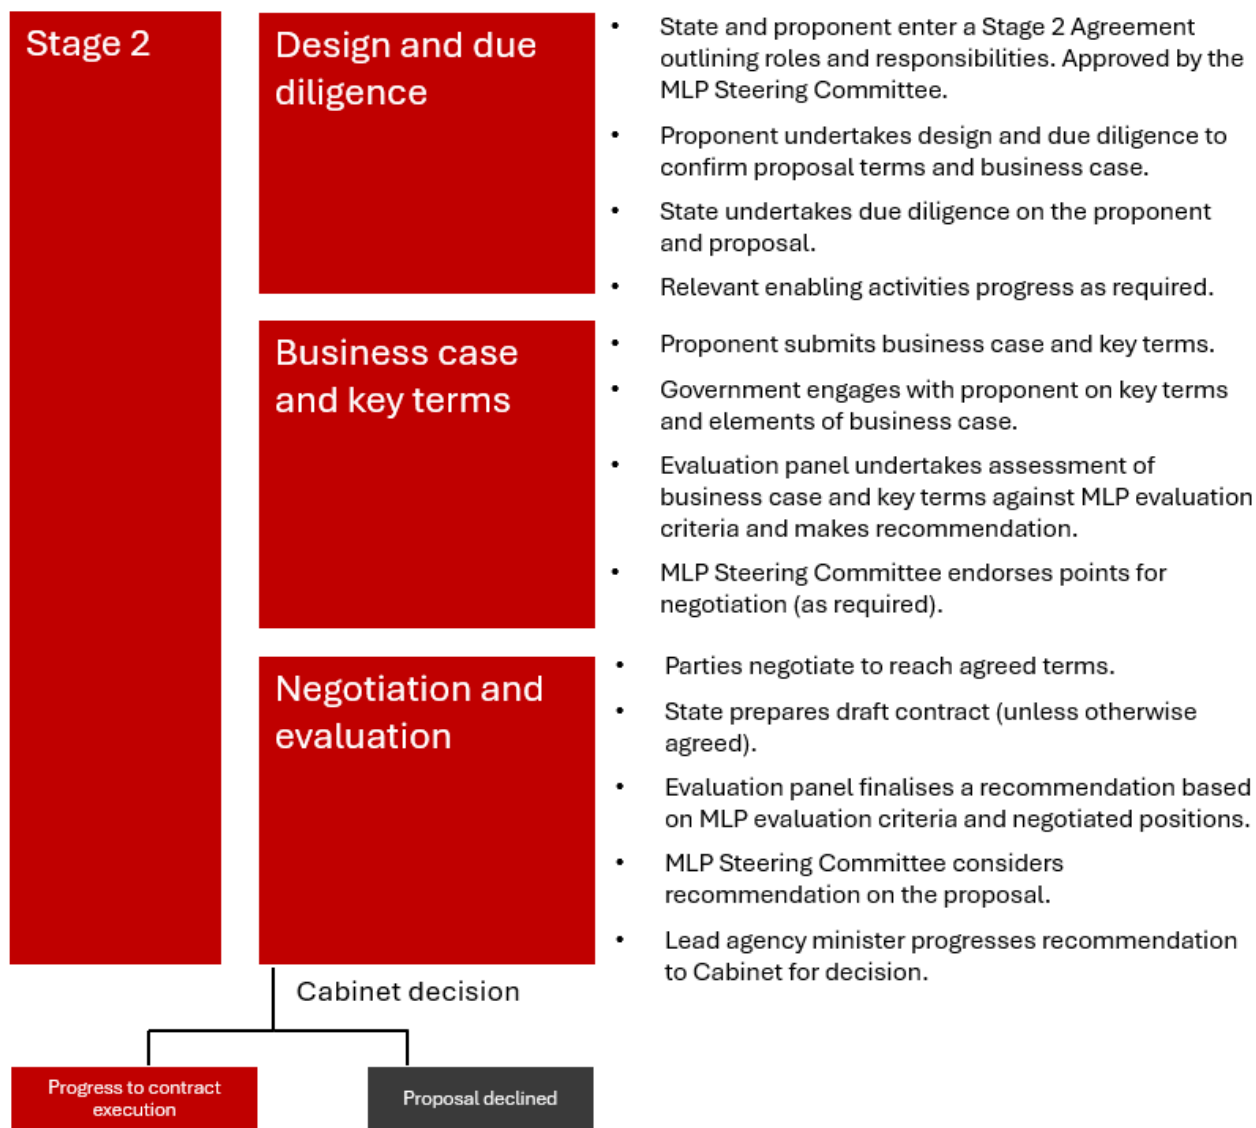 Stage 2
Design and due
diligence
• State and proponent enter a Stage 2 Agreement
outlining roles and responsibilities. Approved by the
MLP Steering Committee.
• Proponent undertakes design and due diligence to
confirm proposal terms and business case.
• State undertakes due diligence on the proponent
and proposal.
• Relevant enabling activities progress as required.
Business case
and key terms
• Proponent submits business case and key terms.
• Government engages with proponent on key terms
and elements of business case.
• Evaluation panel undertakes assessment of
business case and key terms against MLP evaluation
criteria and makes recommendation.
• MLP Steering Committee endorses points for
negotiation (as required).
Negotiation and
evaluation
• Parties negotiate to reach agreed terms.
• State prepares draft contract (unless otherwise
agreed).
• Evaluation panel finalises a recommendation based
on MLP evaluation criteria and negotiated positions.
• MLP Steering Committee considers
recommendation on the proposal.
• Lead agency minister progresses recommendation
to Cabinet for decision.
Cabinet decision
Progress to contract
execution
Proposal declined